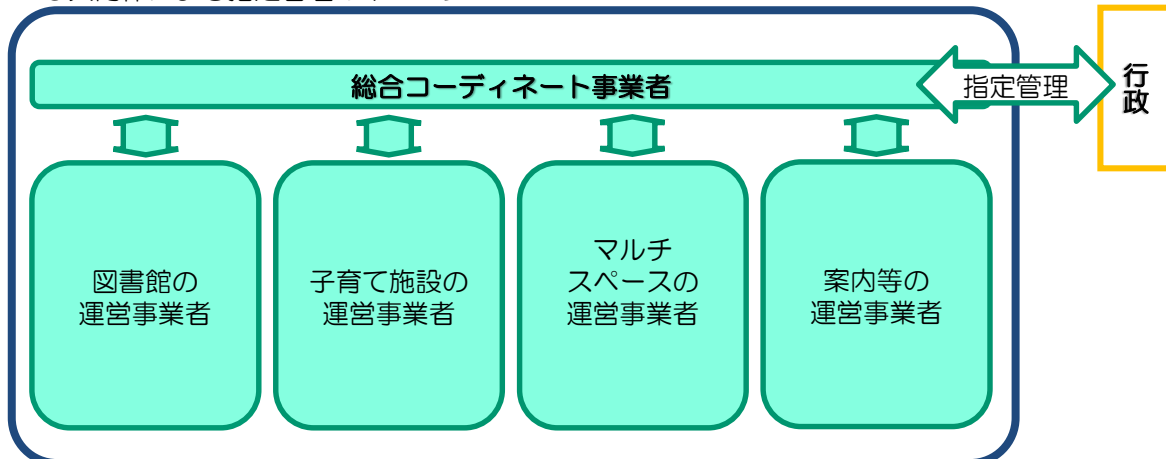 総合コーディネート事業者
指定管理
行政
図書館の
運営事業者
子育て施設の
運営事業者
マルチ
スペースの
運営事業者
案内等の
運営事業者